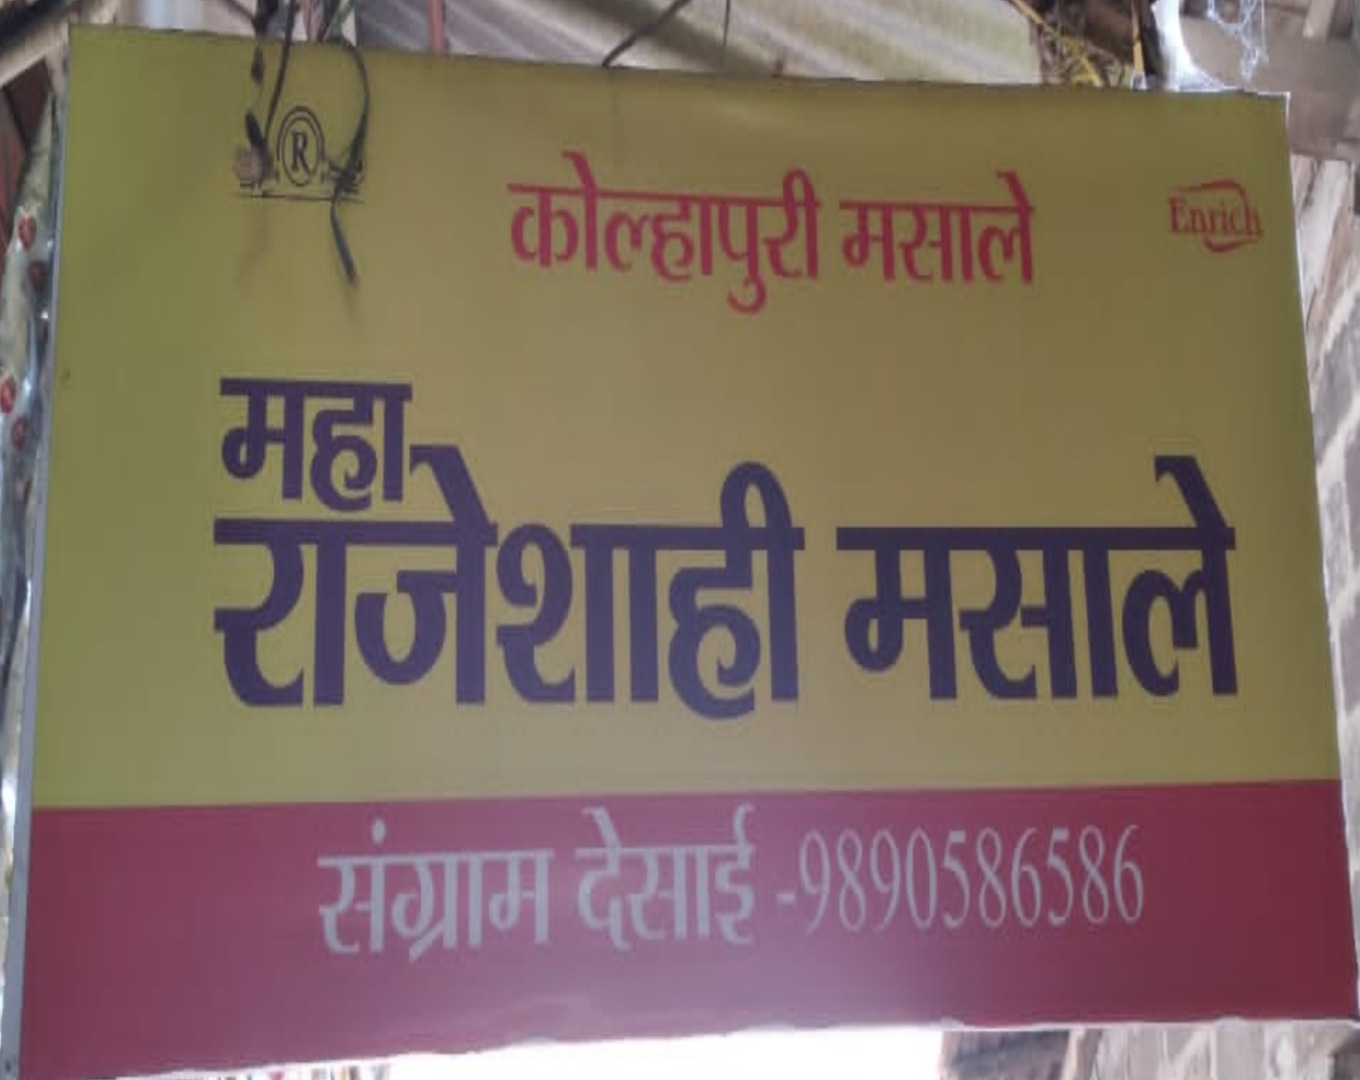 R
कोल्हापुरी मसाले
Enrich
महा
राजेशाही मसाले
संग्राम देसाई -9890586586